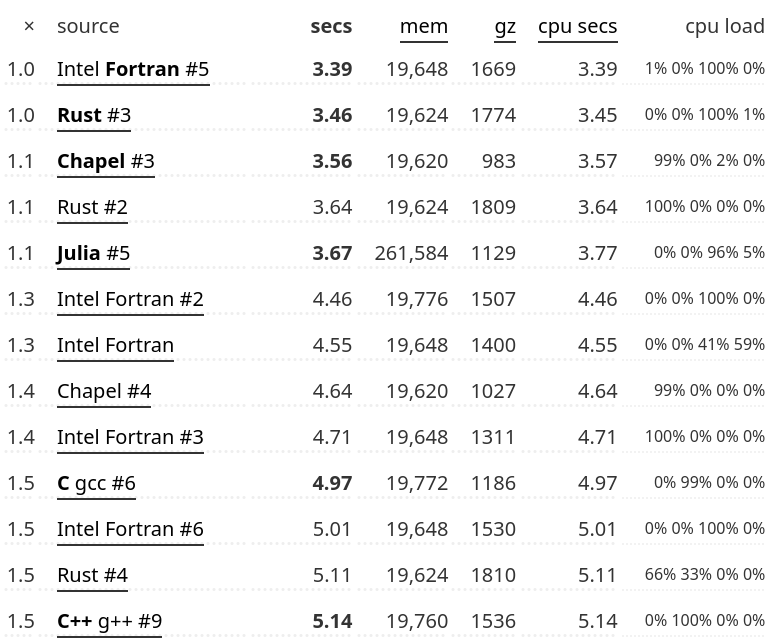 × source secs mem gz cpu secs cpu load
1.0 Intel Fortran #5 3.39 19,648 1669 3.39 1% 0% 100% 0%
1.0 Rust #3 3.46 19,624 1774 3.45 0% 0% 100% 1%
1.1 Chapel #3 3.56 19,620 983 3.57 99% 0% 2% 0%
1.1 Rust #2 3.64 19,624 1809 3.64 100% 0% 0% 0%
1.1 Julia #5 3.67 261,584 1129 3.77 0% 0% 96% 5%
1.3 Intel Fortran #2 4.46 19,776 1507 4.46 0% 0% 100% 0%
1.3 Intel Fortran 4.55 19,648 1400 4.55 0% 0% 41% 59%
1.4 Chapel #4 4.64 19,620 1027 4.64 99% 0% 0% 0%
1.4 Intel Fortran #3 4.71 19,648 1311 4.71 100% 0% 0% 0%
1.5 C gcc #6 4.97 19,772 1186 4.97 0% 99% 0% 0%
1.5 Intel Fortran #6 5.01 19,648 1530 5.01 0% 0% 100% 0%
1.5 Rust #4 5.11 19,624 1810 5.11 66% 33% 0% 0%
1.5 C++ g++ #9 5.14 19,760 1536 5.14 0% 100% 0% 0%